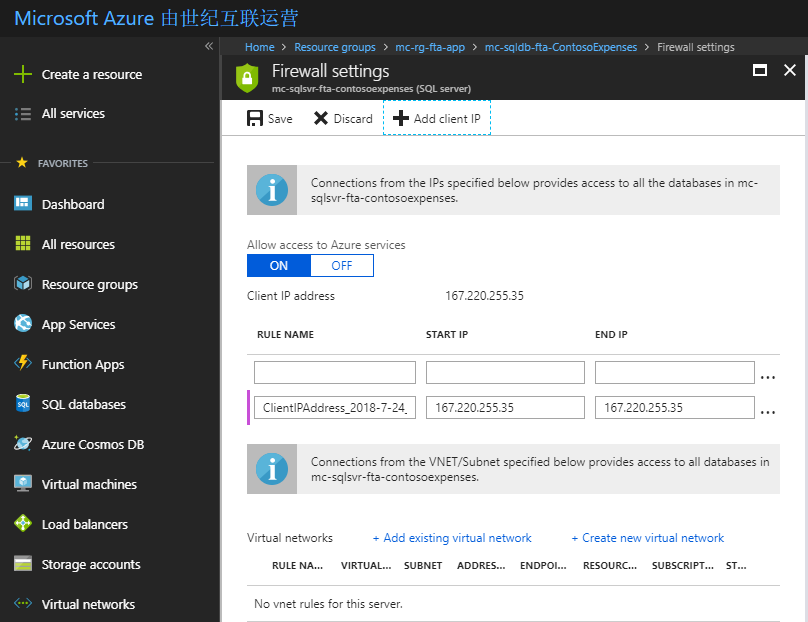 Microsoft Azure 由世纪互联运营
«
Home > Resource groups > mc-rg-fta-app > mc-sqldb-fta-ContosoExpenses > Firewall settings
Create a resource
All services
FAVORITES
Dashboard
All resources
Resource groups
App Services
Function Apps
SQL databases
Azure Cosmos DB
Virtual machines
Load balancers
Storage accounts
Virtual networks
Firewall settings
mc-sqlsvr-fta-contosoexpenses (SQL server)
Save Discard Add client IP
Connections from the IPs specified below provides access to all the databases in mc-
sqlsvr-fta-contosoexpenses.
Allow access to Azure services
ON OFF
Client IP address 167.220.255.35
RULE NAME START IP END IP
...
ClientIPAddress_2018-7-24_ 167.220.255.35 167.220.255.35 ...
Connections from the VNET/Subnet specified below provides access to all databases in
mc-sqlsvr-fta-contosoexpenses.
Virtual networks + Add existing virtual network + Create new virtual network
RULE NA... VIRTUAL... SUBNET ADDRES... ENDPOI... RESOURC... SUBSCRIPT... ST...
No vnet rules for this server.